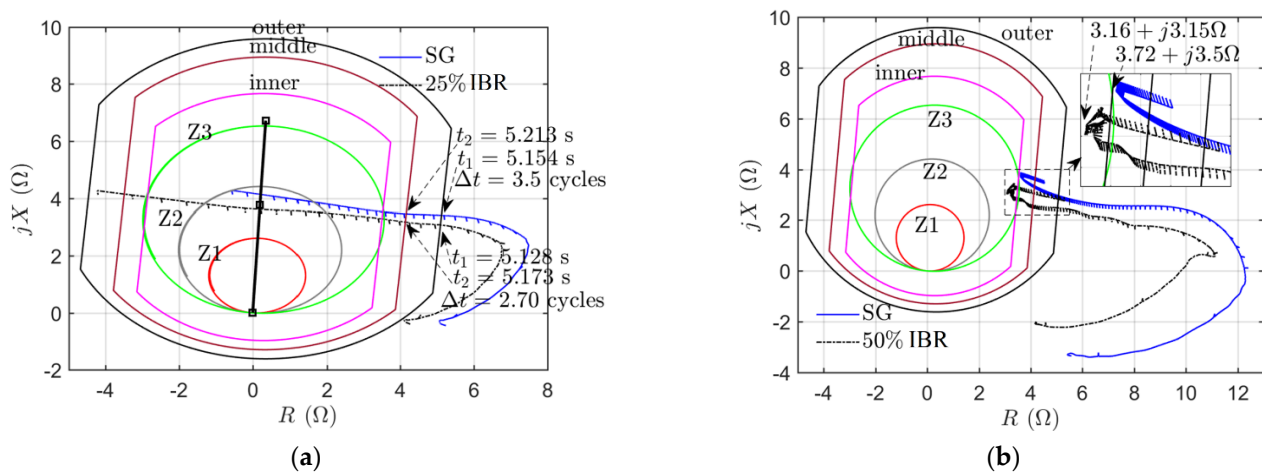 outer
middle
inner
SG
25% IBR
Z3
Z2
Z1
t₂ = 5.213 s
t₁ = 5.154 s
Δt = 3.5 cycles
t₁ = 5.128 s
t₂ = 5.173 s
Δt = 2.70 cycles
10
8
6
4
2
0
-2
jX (Ω)
-4 -2 0 2 4 6 8
R (Ω)
(a)
3.16 + j3.15Ω
3.72 + j3.5Ω
outer
middle
inner
Z3
Z2
Z1
SG
50% IBR
10
8
6
4
2
0
-2
-4
jX (Ω)
-4 -2 0 2 4 6 8 10 12
R (Ω)
(b)